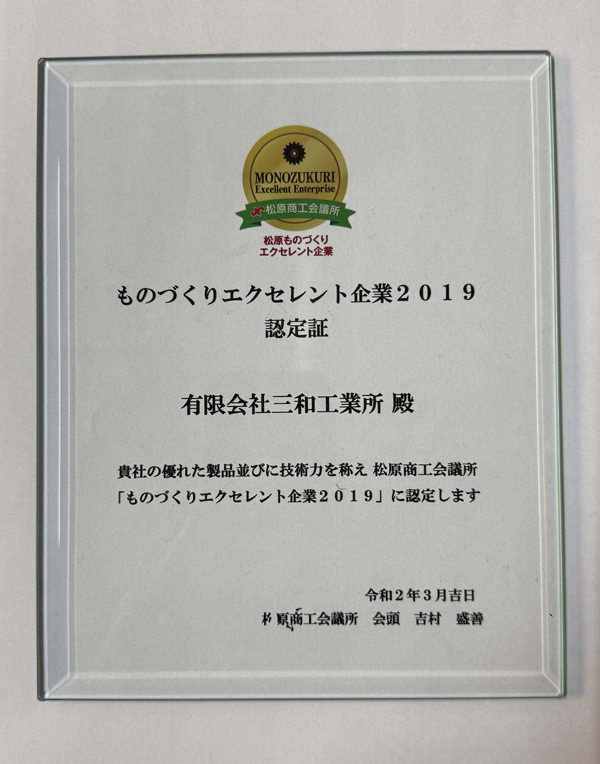 MONOZUKURI
Excellent Enterprise
松原商工会議所
松原ものづくり
エクセレント企業
ものづくりエクセレント企業2019
認定証
有限会社三和工業所 殿
貴社の優れた製品並びに技術力を称え 松原商工会議所
「ものづくりエクセレント企業2019」に認定します
令和2年3月吉日
松原商工会議所 会頭 吉村 盛善